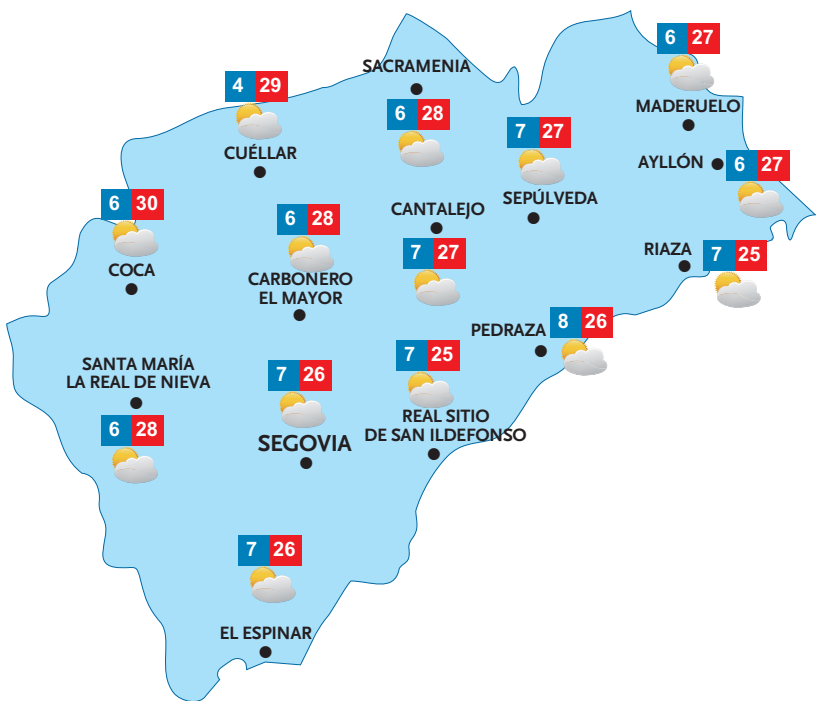 6 27
MADERUELO
SACRAMENIA
6 28
4 29
CUÉLLAR
7 27
SEPÚLVEDA
AYLLÓN
6 27
6 30
COCA
6 28
CARBONERO
EL MAYOR
CANTALEJO
7 27
RIAZA
7 25
PEDRAZA
8 26
SANTA MARÍA
LA REAL DE NIEVA
6 28
7 26
SEGOVIA
7 25
REAL SITIO
DE SAN ILDEFONSO
7 26
EL ESPINAR